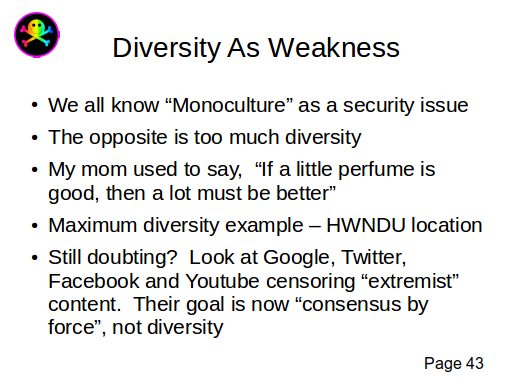 Diversity As Weakness
• We all know “Monoculture” as a security issue
• The opposite is too much diversity
• My mom used to say,  “If a little perfume is
good, then a lot must be better”
• Maximum diversity example – HWNDU location
• Still doubting?  Look at Google, Twitter,
Facebook and Youtube censoring “extremist”
content.  Their goal is now “consensus by
force”, not diversity
Page 43